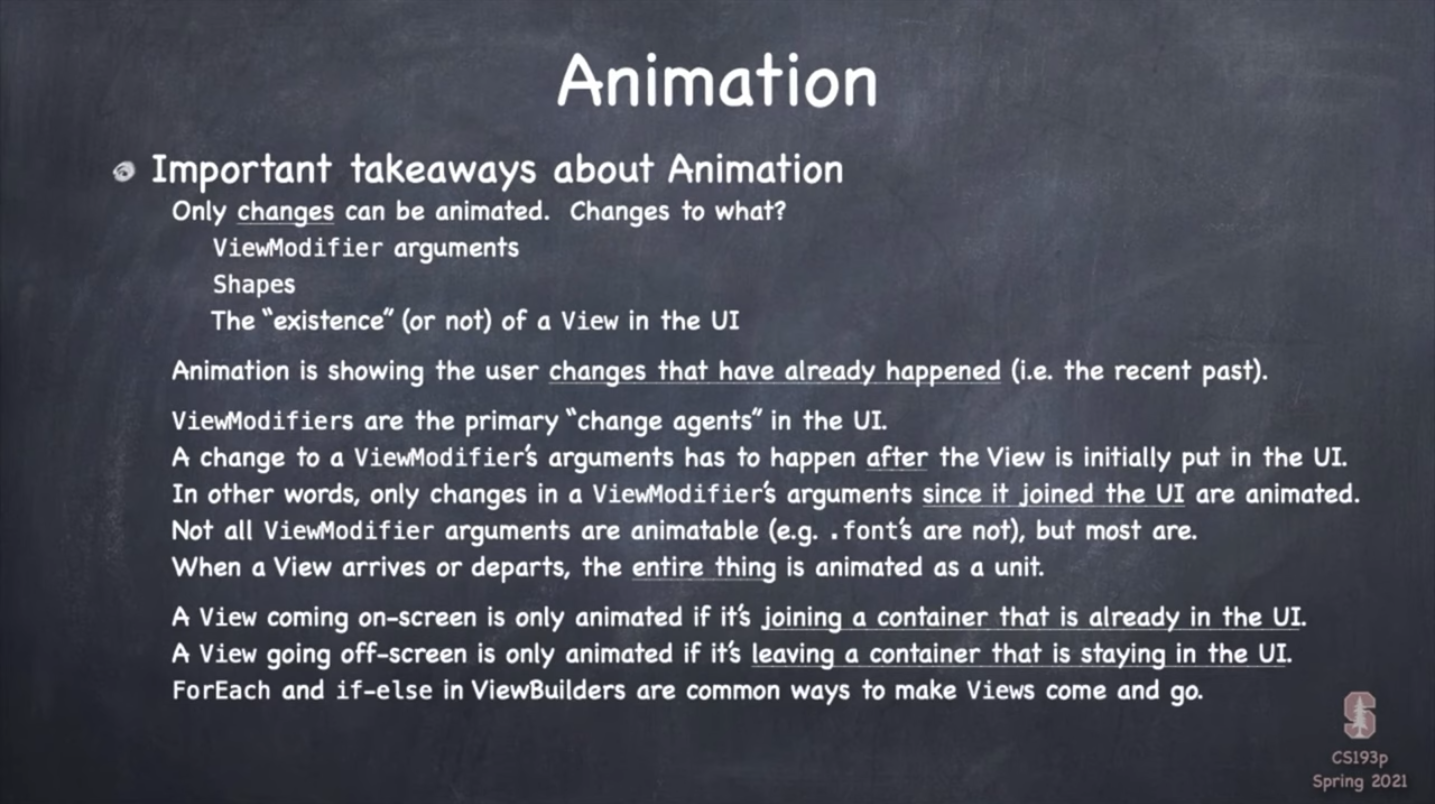 Animation
Important takeaways about Animation
Only changes can be animated. Changes to what?
ViewModifier arguments
Shapes
The “existence” (or not) of a View in the UI
Animation is showing the user changes that have already happened (i.e. the recent past).
ViewModifiers are the primary “change agents” in the UI.
A change to a ViewModifier’s arguments has to happen after the View is initially put in the UI.
In other words, only changes in a ViewModifier’s arguments since it joined the UI are animated.
Not all ViewModifier arguments are animatable (e.g. .font’s are not), but most are.
When a View arrives or departs, the entire thing is animated as a unit.
A View coming on-screen is only animated if it’s joining a container that is already in the UI.
A View going off-screen is only animated if it’s leaving a container that is staying in the UI.
ForEach and if-else in ViewBuilders are common ways to make Views come and go.
S
CS193p
Spring 2021